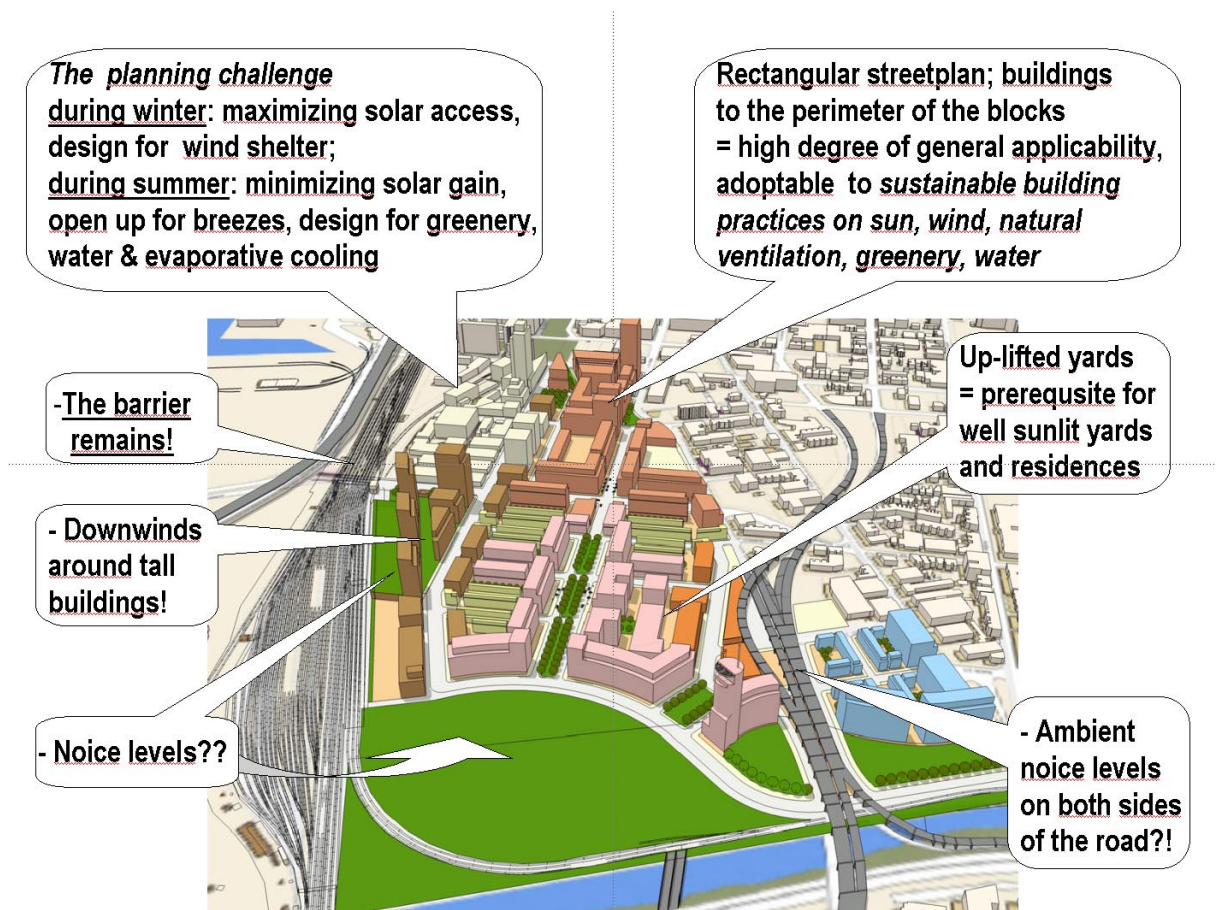 The planning challenge
during winter: maximizing solar access,
design for wind shelter;
during summer: minimizing solar gain,
open up for breezes, design for greenery,
water & evaporative cooling
Rectangular streetplan; buildings
to the perimeter of the blocks
= high degree of general applicability,
adoptable to sustainable building
practices on sun, wind, natural
ventilation, greenery, water
-The barrier
remains!
Up-lifted yards
= prerequsite for
well sunlit yards
and residences
- Downwinds
around tall
buildings!
- Noice levels??
- Ambient
noice levels
on both sides
of the road?!